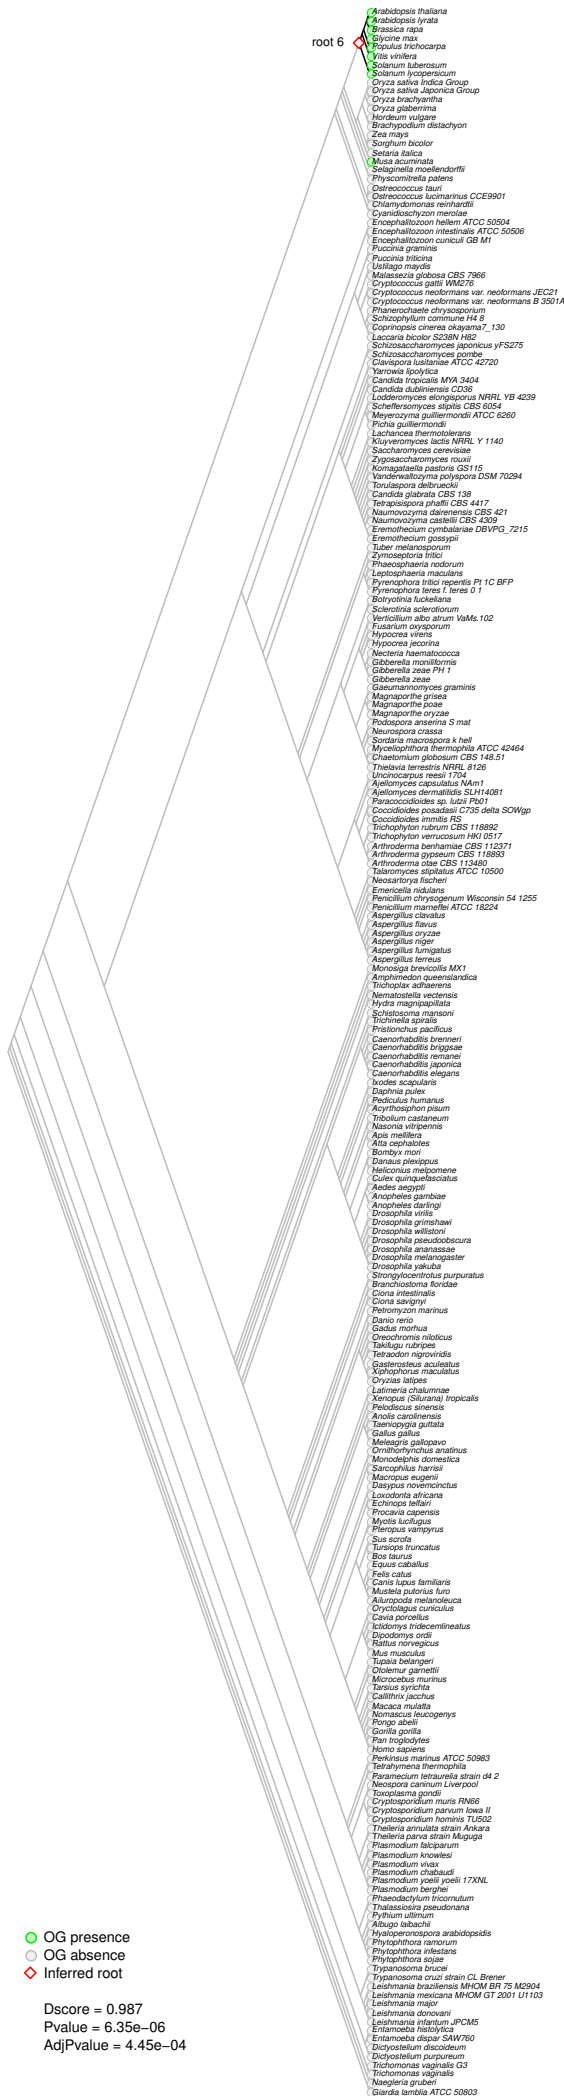 Arabidopsis thaliana
Arabidopsis lyrata
Brassica rapa
Glycine max
root 6
Populus trichocarpa
Vitis vinifera
Solanum tuberosum
Solanum lycopersicum
Oryza sativa Indica Group
Oryza sativa Japonica Group
Oryza brachyantha
Oryza glaberrima
Hordeum vulgare
Brachypodium distachyon
Zea mays
Sorghum bicolor
Setaria italica
Musa acuminata
Selaginella moellendorffii
Physcomitrella patens
Ostreococcus tauri
Ostreococcus lucimarinus CCE9901
Chlamydomonas reinhardtii
Cyanidioschyzon merolae
Encephalitozoon hellem ATCC 50504
Encephalitozoon intestinalis ATCC 50506
Encephalitozoon cuniculi GB M1
Puccinia graminis
Puccinia triticina
Ustilago maydis
Malassezia globosa CBS 7966
Cryptococcus gattii WM276
Cryptococcus neoformans var. neoformans JEC21
Cryptococcus neoformans var. neoformans B 3501A
Phanerochaete chrysosporium
Schizophyllum commune H4 8
Coprinopsis cinerea okayama7_130
Laccaria bicolor S238N H82
Schizosaccharomyces japonicus yFS275
Schizosaccharomyces pombe
Clavispora lusitaniae ATCC 42720
Yarrowia lipolytica
Candida tropicalis MYA 3404
Candida dubliniensis CD36
Lodderomyces elongisporus NRRL YB 4239
Scheffersomyces stipitis CBS 6054
Meyerozyma guilliermondii ATCC 6260
Pichia guilliermondii
Lachancea thermotolerans
Kluyveromyces lactis NRRL Y 1140
Saccharomyces cerevisiae
Zygosaccharomyces rouxii
Komagataella pastoris GS115
Vanderwaltozyma polyspora DSM 70294
Torulaspora delbrueckii
Candida glabrata CBS 138
Tetrapisispora phaffii CBS 4417
Naumovozyma dairenensis CBS 421
Naumovozyma castellii CBS 4309
Eremothecium cymbalariae DBVPG_7215
Eremothecium gossypii
Tuber melanosporum
Zymoseptoria tritici
Phaeosphaeria nodorum
Leptosphaeria maculans
Pyrenophora tritici repentis Pt 1C BFP
Pyrenophora teres f. teres 0 1
Botryotinia fuckeliana
Sclerotinia sclerotiorum
Verticillium albo atrum VaMs.102
Fusarium oxysporum
Hypocrea virens
Hypocrea jecorina
Necteria haematococca
Gibberella moniliformis
Gibberella zeae PH 1
Gibberella zeae
Gaeumannomyces graminis
Magnaporthe grisea
Magnaporthe poae
Magnaporthe oryzae
Podospora anserina S mat
Neurospora crassa
Sordaria macrospora k hell
Myceliophthora thermophila ATCC 42464
Chaetomium globosum CBS 148.51
Thielavia terrestris NRRL 8126
Uncinocarpus reesii 1704
Ajellomyces capsulatus NAm1
Ajellomyces dermatitidis SLH14081
Paracoccidioides sp. lutzii Pb01
Coccidioides posadasii C735 delta SOWgp
Coccidioides immitis RS
Trichophyton rubrum CBS 118892
Trichophyton verrucosum HKI 0517
Arthroderma benhamiae CBS 112371
Arthroderma gypseum CBS 118893
Arthroderma otae CBS 113480
Talaromyces stipitatus ATCC 10500
Neosartorya fischeri
Emericella nidulans
Penicillium chrysogenum Wisconsin 54 1255
Penicillium marneffei ATCC 18224
Aspergillus clavatus
Aspergillus flavus
Aspergillus oryzae
Aspergillus niger
Aspergillus fumigatus
Aspergillus terreus
Monosiga brevicollis MX1
Amphimedon queenslandica
Trichoplax adhaerens
Nematostella vectensis
Hydra magnipapillata
Schistosoma mansoni
Trichinella spiralis
Pristionchus pacificus
Caenorhabditis brenneri
Caenorhabditis briggsae
Caenorhabditis remanei
Caenorhabditis japonica
Caenorhabditis elegans
Ixodes scapularis
Daphnia pulex
Pediculus humanus
Acyrthosiphon pisum
Tribolium castaneum
Nasonia vitripennis
Apis mellifera
Atta cephalotes
Bombyx mori
Danaus plexippus
Heliconius melpomene
Culex quinquefasciatus
Aedes aegypti
Anopheles gambiae
Anopheles darlingi
Drosophila virilis
Drosophila grimshawi
Drosophila willistoni
Drosophila pseudoobscura
Drosophila ananassae
Drosophila melanogaster
Drosophila yakuba
Strongylocentrotus purpuratus
Branchiostoma floridae
Ciona intestinalis
Ciona savignyi
Petromyzon marinus
Danio rerio
Gadus morhua
Oreochromis niloticus
Takifugu rubripes
Tetraodon nigroviridis
Gasterosteus aculeatus
Xiphophorus maculatus
Oryzias latipes
Latimeria chalumnae
Xenopus (Silurana) tropicalis
Pelodiscus sinensis
Anolis carolinensis
Taeniopygia guttata
Gallus gallus
Meleagris gallopavo
Ornithorhynchus anatinus
Monodelphis domestica
Sarcophilus harrisii
Macropus eugenii
Dasypus novemcinctus
Loxodonta africana
Echinops telfairi
Procavia capensis
Myotis lucifugus
Pteropus vampyrus
Sus scrofa
Tursiops truncatus
Bos taurus
Equus caballus
Felis catus
Canis lupus familiaris
Mustela putorius furo
Ailuropoda melanoleuca
Oryctolagus cuniculus
Cavia porcellus
Ictidomys tridecemlineatus
Dipodomys ordii
Rattus norvegicus
Mus musculus
Tupaia belangeri
Otolemur garnettii
Microcebus murinus
Tarsius syrichta
Callithrix jacchus
Macaca mulatta
Nomascus leucogenys
Pongo abelii
Gorilla gorilla
Pan troglodytes
Homo sapiens
Perkinsus marinus ATCC 50983
Tetrahymena thermophila
Paramecium tetraurelia strain d4 2
Neospora caninum Liverpool
Toxoplasma gondii
Cryptosporidium muris RN66
Cryptosporidium parvum Iowa II
Cryptosporidium hominis TU502
Theileria annulata strain Ankara
Theileria parva strain Muguga
Plasmodium falciparum
Plasmodium knowlesi
Plasmodium vivax
Plasmodium chabaudi
Plasmodium yoelii yoelii 17XNL
Plasmodium berghei
Phaeodactylum tricornutum
Thalassiosira pseudonana
Pythium ultimum
Albugo laibachii
Hyaloperonospora arabidopsidis
Phytophthora ramorum
Phytophthora infestans
Phytophthora sojae
Trypanosoma brucei
Trypanosoma cruzi strain CL Brener
Leishmania braziliensis MHOM BR 75 M2904
Leishmania mexicana MHOM GT 2001 U1103
Leishmania major
Leishmania donovani
Leishmania infantum JPCM5
Entamoeba histolytica
Entamoeba dispar SAW760
Dictyostelium discoideum
Dictyostelium purpureum
Trichomonas vaginalis G3
Trichomonas vaginalis
Naegleria gruberi
Giardia lamblia ATCC 50803
OG presence
OG absence
Inferred root
Dscore = 0.987
Pvalue = 6.35e−06
AdjPvalue = 4.45e−04